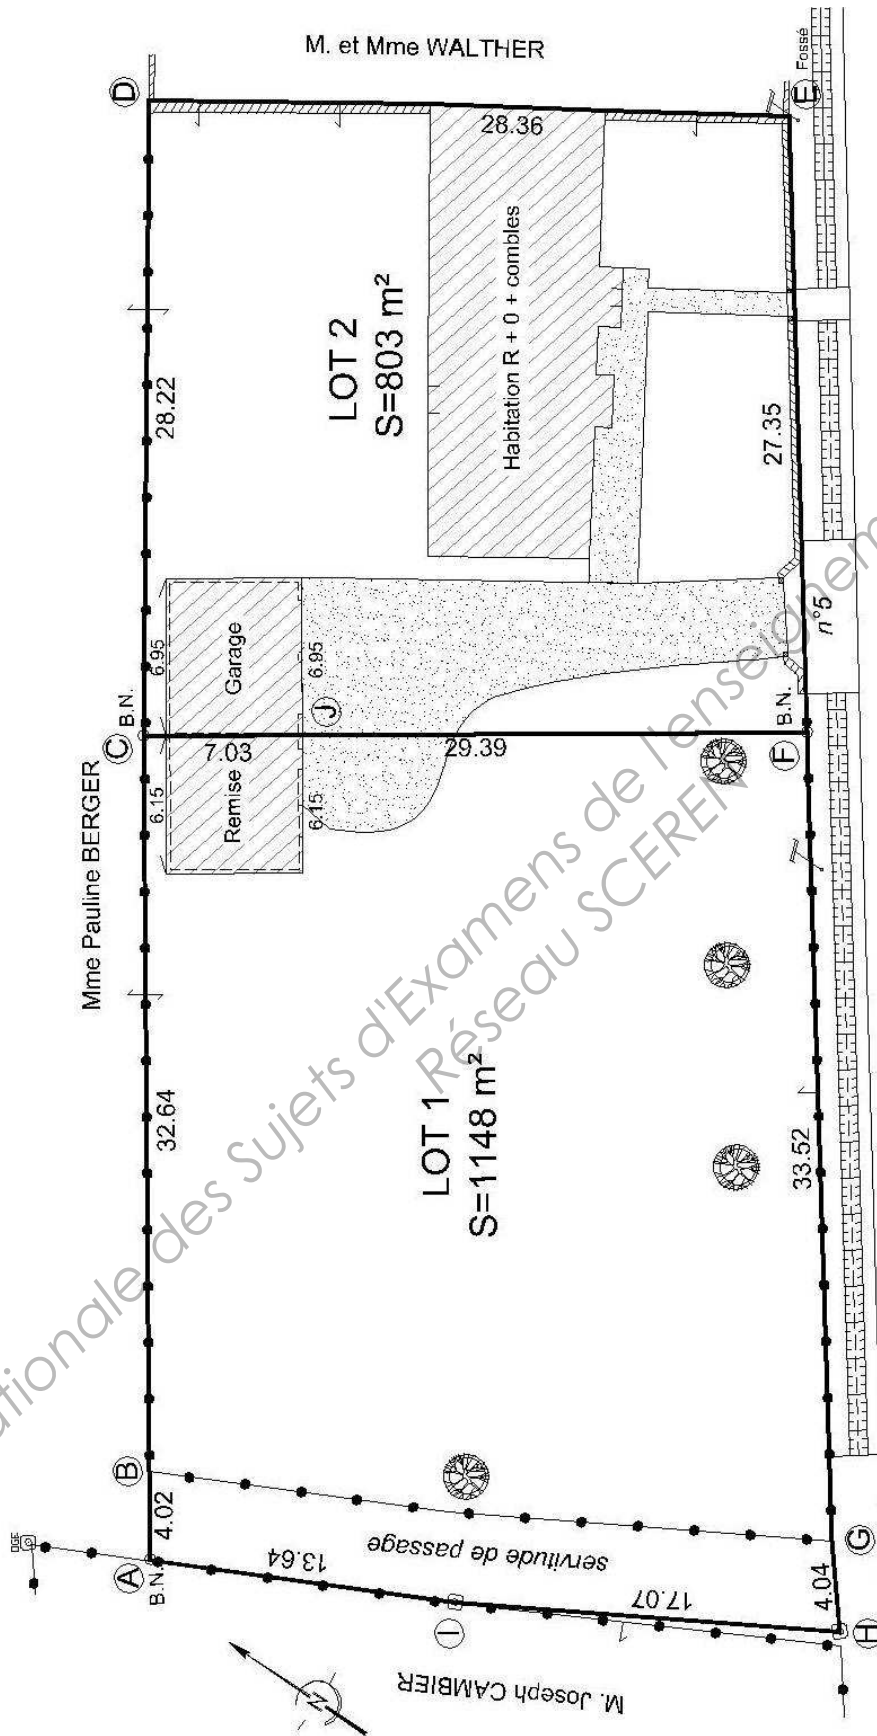 M. et Mme WALTHER
D
E
Fossé
28.36
LOT 2
S=803 m²
28.22
Habitation R + 0 + combles
27.35
n°5
6.95
Garage
6.95
B.N.
C
J
B.N.
F
7.03
29.39
Remise
6.15
6.15
Mme Pauline BERGER
LOT 1
S=1148 m²
32.64
33.52
B
4.02
A
B.N.
DGE
servitude de passage
13.64
17.07
I
4.04
G
H
M. Joseph CAMBIER
N
ationale des Sujets d'Examens de l'enseignem
Réseau SCEREN